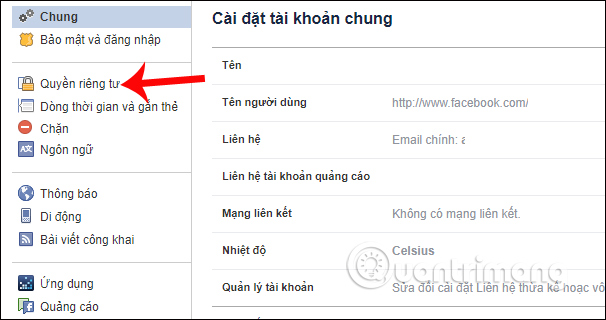 Chung
Bảo mật và đăng nhập
Quyền riêng tư
Dòng thời gian và gắn thẻ
Chặn
Ngôn ngữ
Thông báo
Di động
Bài viết công khai
Ứng dụng
Quảng cáo
Cài đặt tài khoản chung
Tên
Tên người dùng http://www.facebook.com/
Liên hệ Email chính:
Liên hệ tài khoản quảng cáo
Mạng liên kết Không có mạng liên kết.
Nhiệt độ Celsius
Quantrimang
Quản lý tài khoản Sửa đổi cài đặt Liên hệ thừa kế hoặc